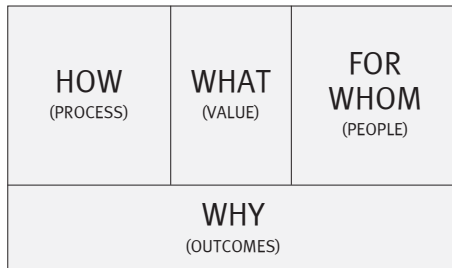 HOW
(PROCESS)
WHAT
(VALUE)
FOR
WHOM
(PEOPLE)
WHY
(OUTCOMES)